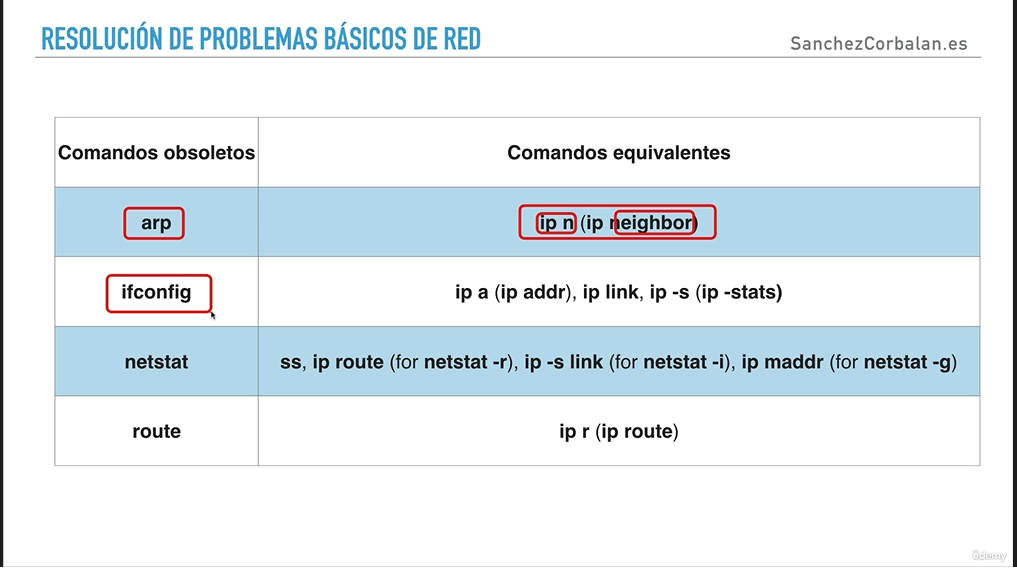 RESOLUCIÓN DE PROBLEMAS BÁSICOS DE RED
SanchezCorbalan.es
Comandos obsoletos
Comandos equivalentes
arp
ip n (ip neighbor)
ifconfig
ip a (ip addr), ip link, ip -s (ip -stats)
netstat
ss, ip route (for netstat -r), ip -s link (for netstat -i), ip maddr (for netstat -g)
route
ip r (ip route)
ûdemy